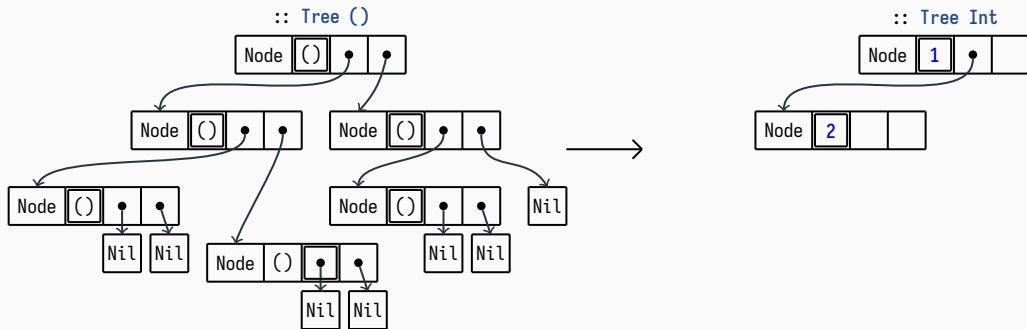 :: Tree () :: Tree Int
Node () Node 1
Node () Node () Node 2
Node () Node () Nil
Nil Nil Node () Nil Nil
Nil Nil